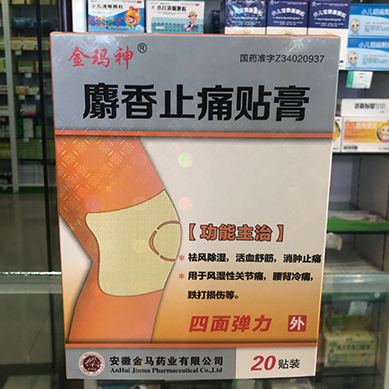 金玛神®
国药准字Z34020937
麝香止痛贴膏
【功能主治】
• 祛风除湿，活血舒筋，消肿止痛
• 用于风湿性关节痛，腰背冷痛，
跌打损伤等。
四面弹力 外
安徽金马药业有限公司
AnHui Jinma Pharmaceutical Co.,Ltd
20贴装